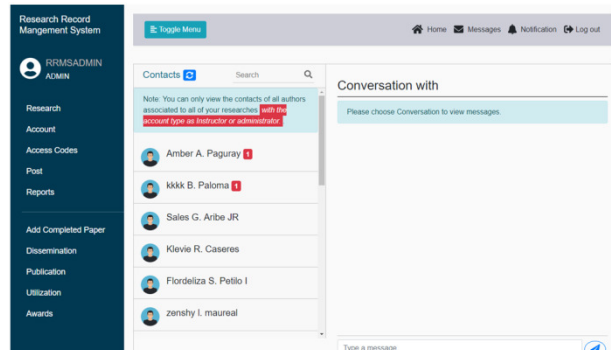 Research Record
Mangement System
Toggle Menu
Home Messages Notification Log out
RRMSADMIN
ADMIN
Research
Account
Access Codes
Post
Reports
Add Completed Paper
Dissemination
Publication
Utilization
Awards
Contacts
Search
Note: You can only view the contacts of all authors
associated to all of your researches with the
account type as Instructor or administrator.
Amber A. Paguray 1
kkkk B. Paloma 1
Sales G. Aribe JR
Klevie R. Caseres
Flordeliza S. Petilo I
zenshy l. maureal
Conversation with
Please choose Conversation to view messages.
Type a message